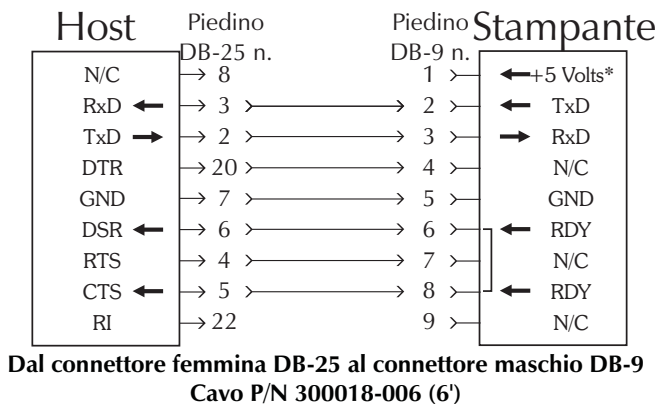 Host Piedino DB-25 n. Piedino DB-9 n. Stampante
N/C 8 1 +5 Volts*
RxD 3 2 TxD
TxD 2 3 RxD
DTR 20 4 N/C
GND 7 5 GND
DSR 6 6 RDY
RTS 4 7 N/C
CTS 5 8 RDY
RI 22 9 N/C
Dal connettore femmina DB-25 al connettore maschio DB-9
Cavo P/N 300018-006 (6')